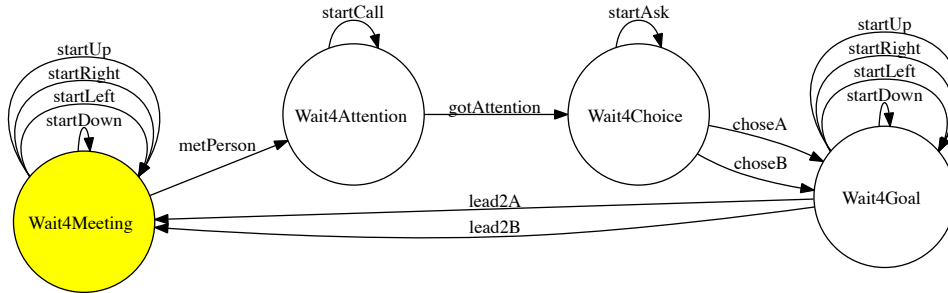 startUp
startRight
startLeft
startDown
Wait4Meeting
metPerson
startCall
Wait4Attention
gotAttention
startAsk
Wait4Choice
choseA
choseB
startUp
startRight
startLeft
startDown
Wait4Goal
lead2A
lead2B